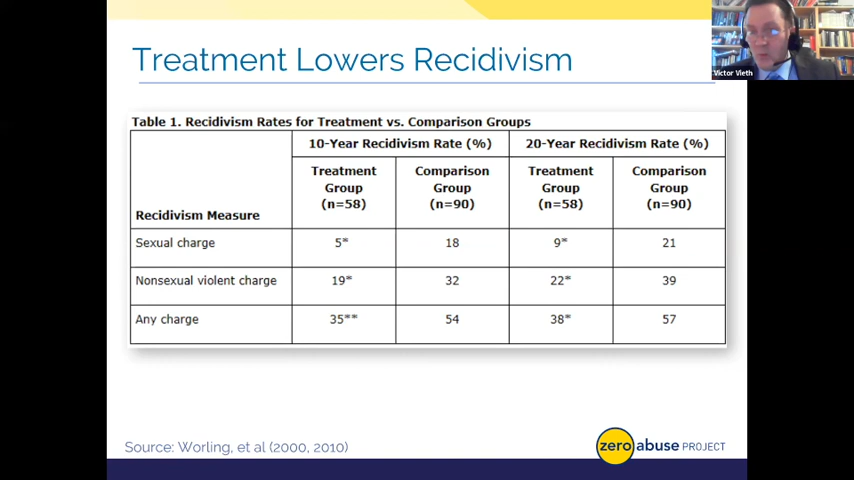 Treatment Lowers Recidivism
Victor Vieth
Table 1. Recidivism Rates for Treatment vs. Comparison Groups
10-Year Recidivism Rate (%) 20-Year Recidivism Rate (%)
Recidivism Measure Treatment Group (n=58) Comparison Group (n=90) Treatment Group (n=58) Comparison Group (n=90)
Sexual charge 5* 18 9* 21
Nonsexual violent charge 19* 32 22* 39
Any charge 35** 54 38* 57
Source: Worling, et al (2000, 2010)
zero abuse PROJECT